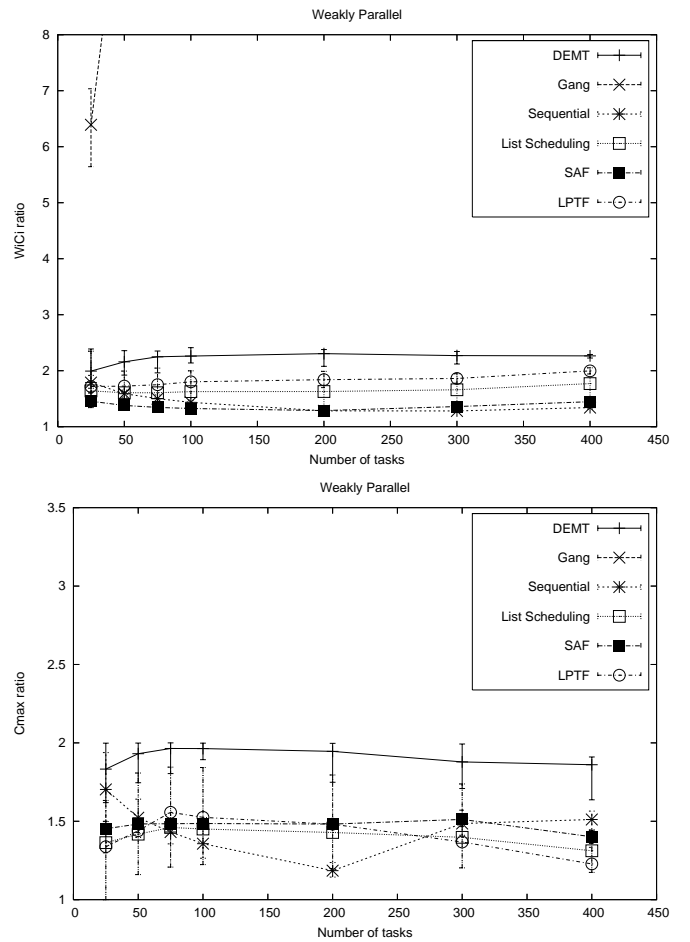 Weakly Parallel
8
7
6
5
4
3
2
1
WiCi ratio
0 50 100 150 200 250 300 350 400 450
Number of tasks
DEMT
Gang
Sequential
List Scheduling
SAF
LPTF
Weakly Parallel
3.5
3
2.5
2
1.5
1
Cmax ratio
0 50 100 150 200 250 300 350 400 450
Number of tasks
DEMT
Gang
Sequential
List Scheduling
SAF
LPTF